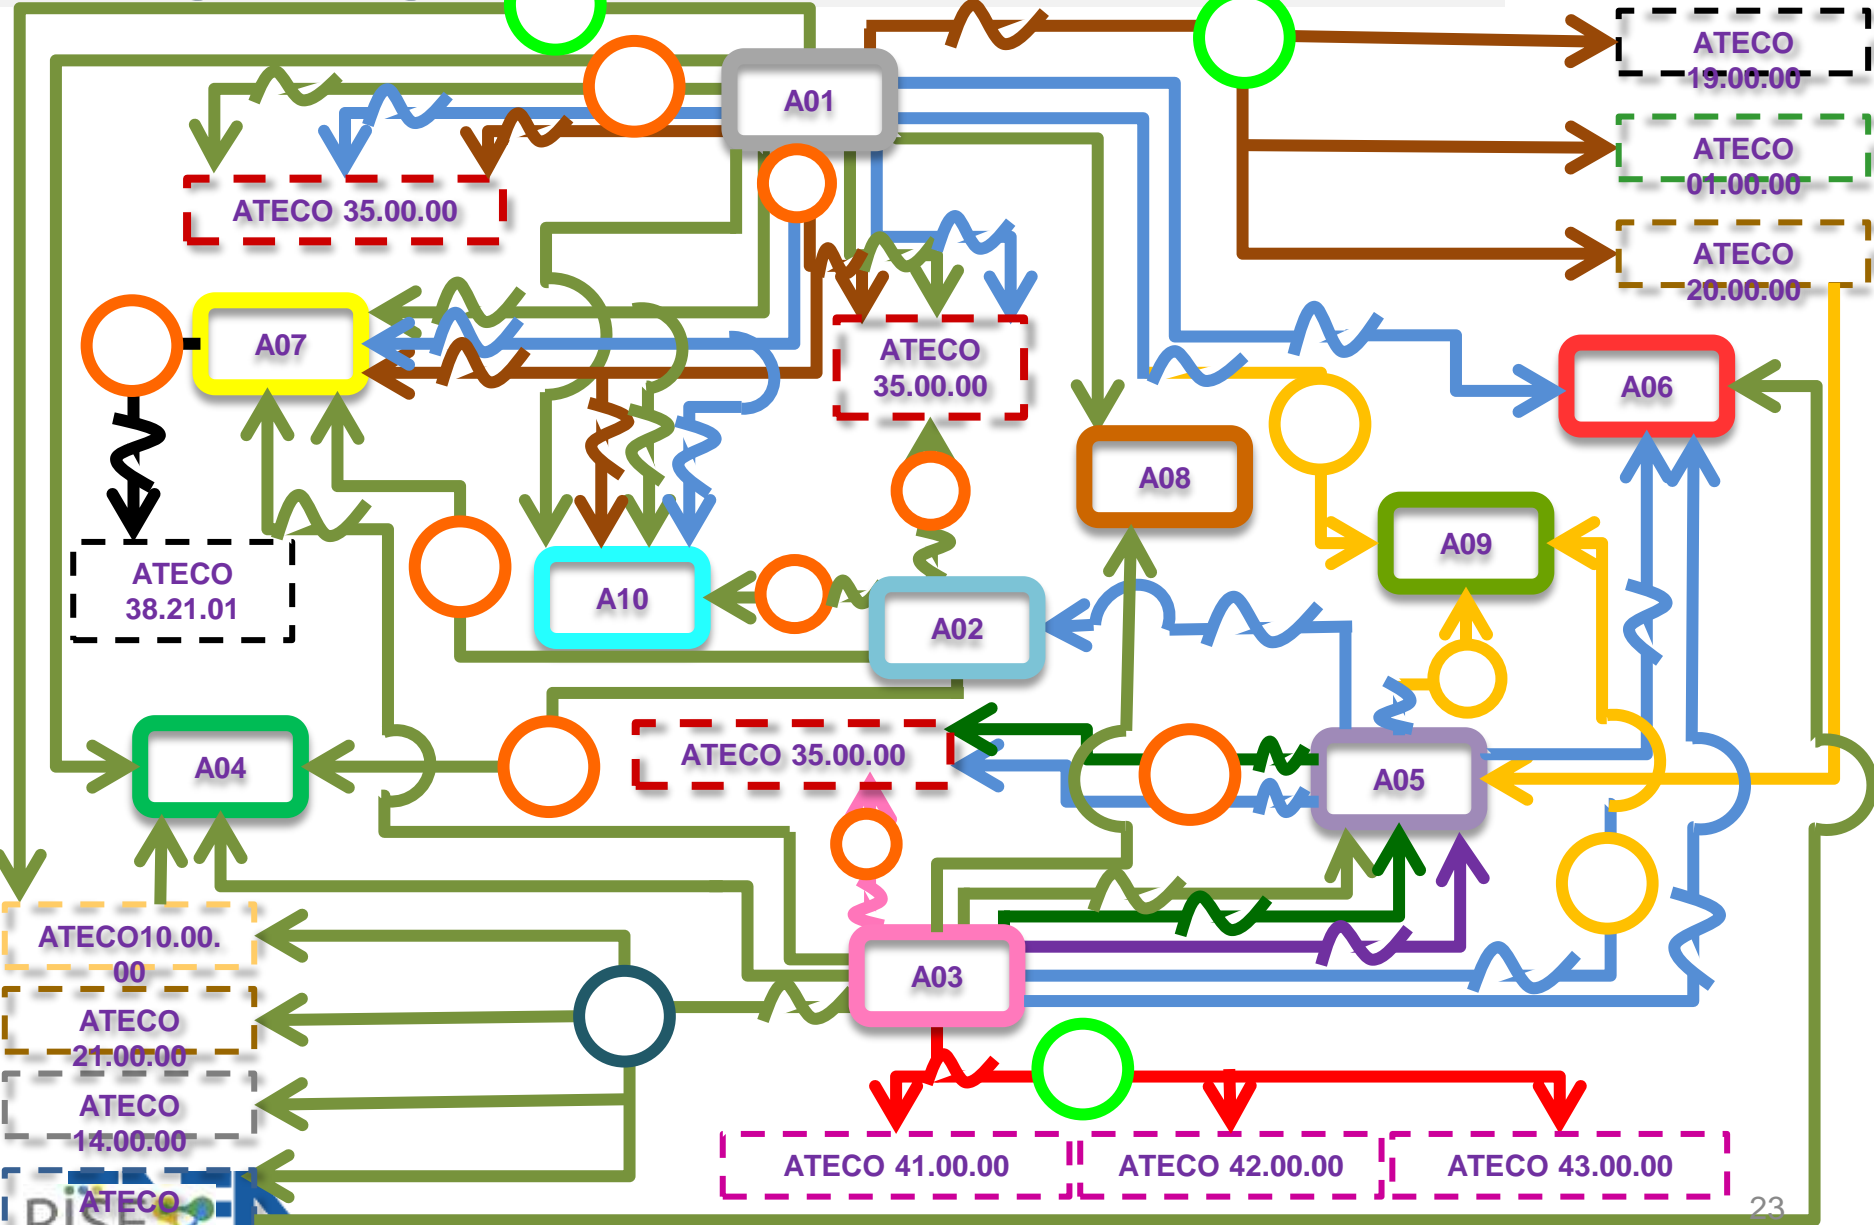 ATECO
19.00.00
A01
ATECO
01.00.00
ATECO 35.00.00
ATECO
20.00.00
A07
ATECO
35.00.00
A06
A08
A09
ATECO
38.21.01
A10
A02
A04
ATECO 35.00.00
A05
ATECO10.00.
00
A03
ATECO
21.00.00
ATECO
14.00.00
ATECO 41.00.00
ATECO 42.00.00
ATECO 43.00.00
ATECO
23